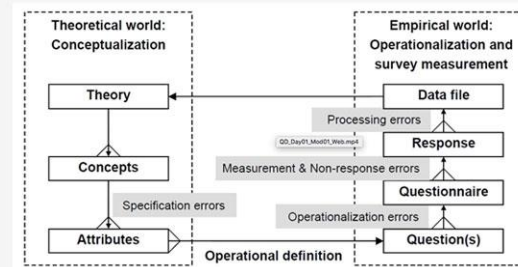 Theoretical world:
Conceptualization
Theory
Concepts
Specification errors
Attributes
Operational definition
Empirical world:
Operationalization and
survey measurement
Data file
Processing errors
QD_Day01_Mod01_Web.mp4
Response
Measurement & Non-response errors
Questionnaire
Operationalization errors
Question(s)